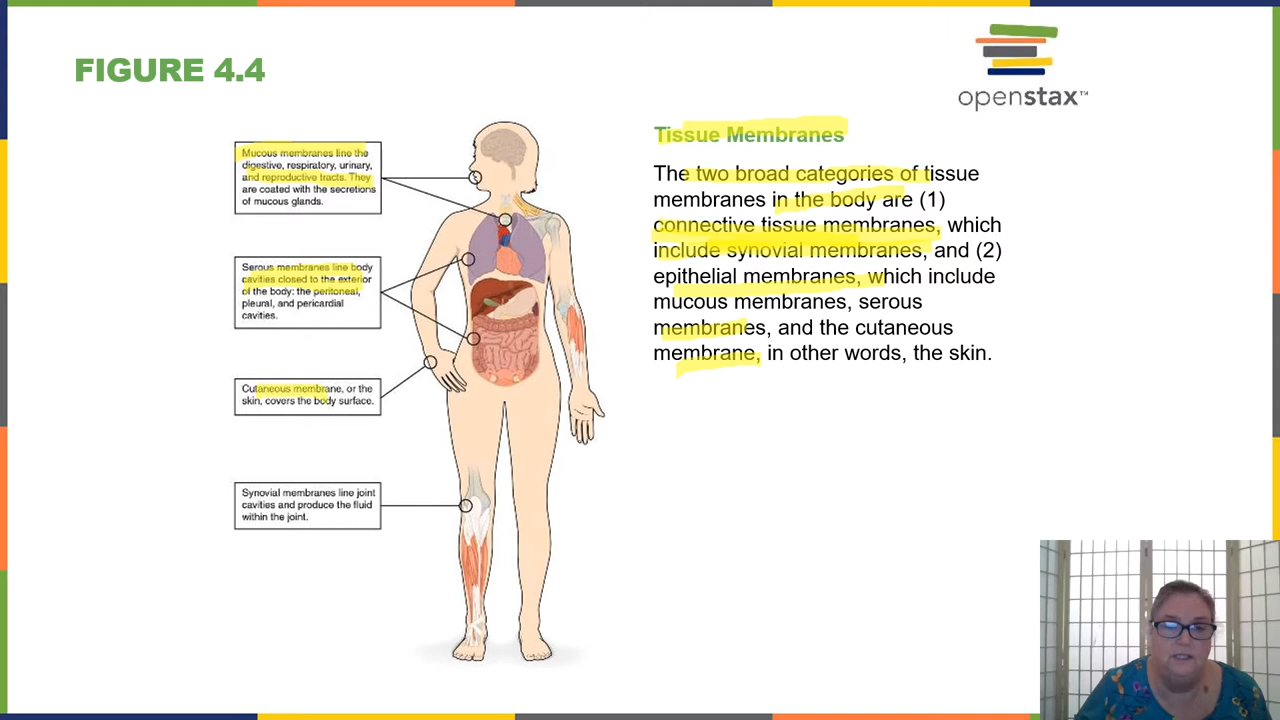 FIGURE 4.4
openstax™
Mucous membranes line the
digestive, respiratory, urinary,
and reproductive tracts. They
are coated with the secretions
of mucous glands.
Serous membranes line body
cavities closed to the exterior
of the body: the peritoneal,
pleural, and pericardial
cavities.
Cutaneous membrane, or the
skin, covers the body surface.
Synovial membranes line joint
cavities and produce the fluid
within the joint.
Tissue Membranes
The two broad categories of tissue
membranes in the body are (1)
connective tissue membranes, which
include synovial membranes, and (2)
epithelial membranes, which include
mucous membranes, serous
membranes, and the cutaneous
membrane, in other words, the skin.